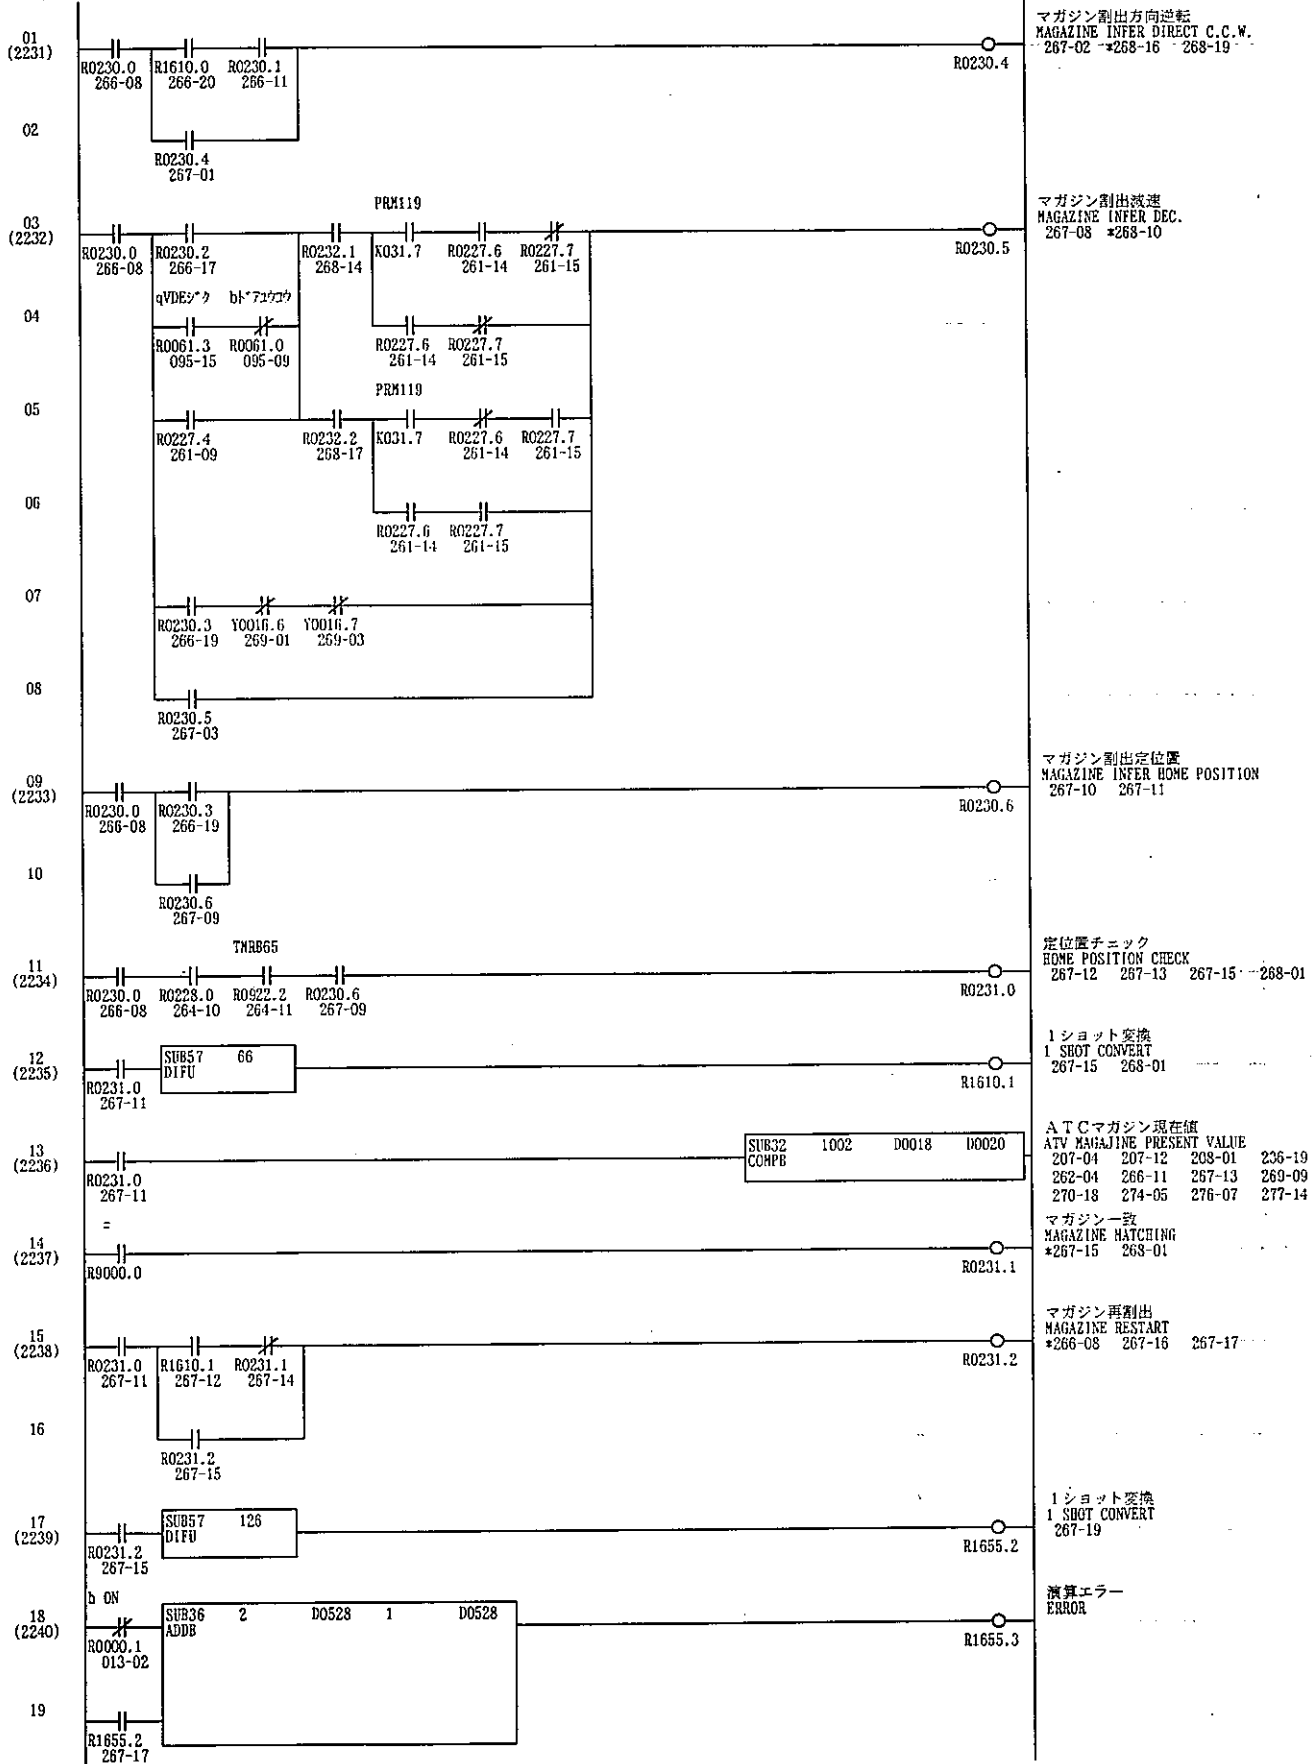 マガジン割出方向逆転
MAGAZINE INFER DIRECT C.C.W.
267-02 *268-16 268-19
01
(2231)
R0230.0 R1610.0 R0230.1 R0230.4
266-08 266-20 266-11
02
R0230.4
267-01
マガジン割出減速
MAGAZINE INFER DEC.
267-08 *268-10
PRM119
03
(2232)
R0230.0 R0230.2 R0232.1 K031.7 R0227.6 R0227.7 R0230.5
266-08 266-17 268-14 261-14 261-15
qVDEジク bドアユウコウ
04
R0061.3 R0061.0 R0227.6 R0227.7
095-15 095-09 261-14 261-15
PRM119
05
R0227.4 R0232.2 K031.7 R0227.6 R0227.7
261-09 268-17 261-14 261-15
06
R0227.6 R0227.7
261-14 261-15
07
R0230.3 Y0016.6 Y0016.7
266-19 269-01 269-03
08
R0230.5
267-03
マガジン割出定位置
MAGAZINE INFER HOME POSITION
267-10 267-11
09
(2233)
R0230.0 R0230.3 R0230.6
266-08 266-19
10
R0230.6
267-09
定位置チェック
HOME POSITION CHECK
267-12 267-13 267-15 268-01
TMRB65
11
(2234)
R0230.0 R0228.0 R0922.2 R0230.6 R0231.0
266-08 264-10 264-11 267-09
1ショット変換
1 SHOT CONVERT
267-15 268-01
12
(2235)
SUB57 66
DIFU
R0231.0 R1610.1
267-11
ATCマガジン現在値
ATV MAGAJINE PRESENT VALUE
207-04 207-12 208-01 236-19
262-04 266-11 267-13 269-09
270-18 274-05 276-07 277-14
13
(2236)
SUB32 1002 D0018 D0020
COMPB
R0231.0
267-11
マガジン一致
MAGAZINE MATCHING
*267-15 268-01
=
14
(2237)
R9000.0 R0231.1
マガジン再割出
MAGAZINE RESTART
*266-08 267-16 267-17
15
(2238)
R0231.0 R1610.1 R0231.1 R0231.2
267-11 267-12 267-14
16
R0231.2
267-15
1ショット変換
1 SHOT CONVERT
267-19
17
(2239)
SUB57 126
DIFU
R0231.2 R1655.2
267-15
演算エラー
ERROR
h ON
18
(2240)
SUB36 2 D0528 1 D0528
ADDB
R0000.1 R1655.3
013-02
19
R1655.2
267-17